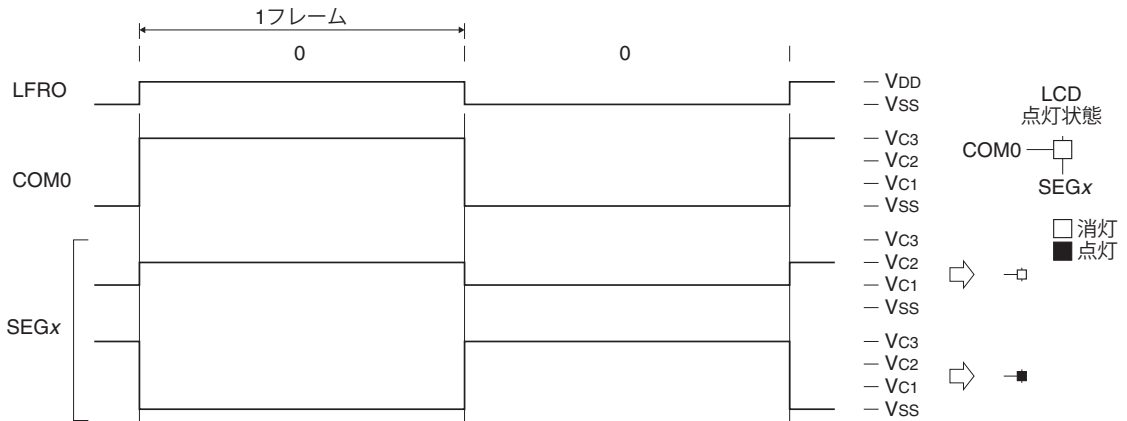 1フレーム
0 0
LFRO
VDD
VSS
LCD
点灯状態
COM0
SEGx
COM0
VC3
VC2
VC1
VSS
消灯
点灯
SEGx
VC3
VC2
VC1
VSS
VC3
VC2
VC1
VSS